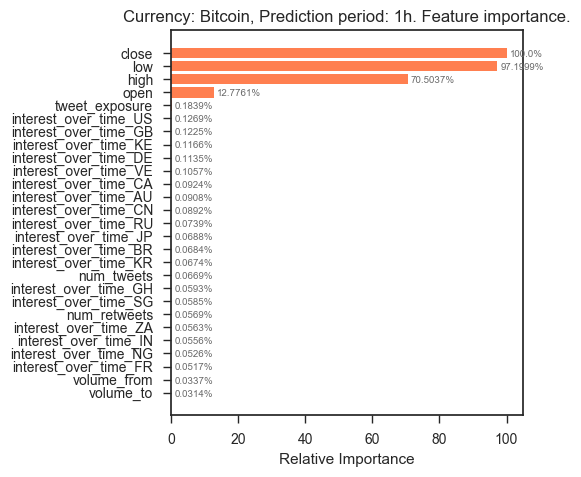 Currency: Bitcoin, Prediction period: 1h. Feature importance.
close 100.0%
low 97.1999%
high 70.5037%
open 12.7761%
tweet_exposure 0.1839%
interest_over_time_US 0.1269%
interest_over_time_GB 0.1225%
interest_over_time_KE 0.1166%
interest_over_time_DE 0.1135%
interest_over_time_VE 0.1057%
interest_over_time_CA 0.0924%
interest_over_time_AU 0.0908%
interest_over_time_CN 0.0892%
interest_over_time_RU 0.0739%
interest_over_time_JP 0.0688%
interest_over_time_BR 0.0684%
interest_over_time_KR 0.0674%
num_tweets 0.0669%
interest_over_time_GH 0.0593%
interest_over_time_SG 0.0585%
num_retweets 0.0569%
interest_over_time_ZA 0.0563%
interest_over_time_IN 0.0556%
interest_over_time_NG 0.0526%
interest_over_time_FR 0.0517%
volume_from 0.0337%
volume_to 0.0314%
0 20 40 60 80 100
Relative Importance